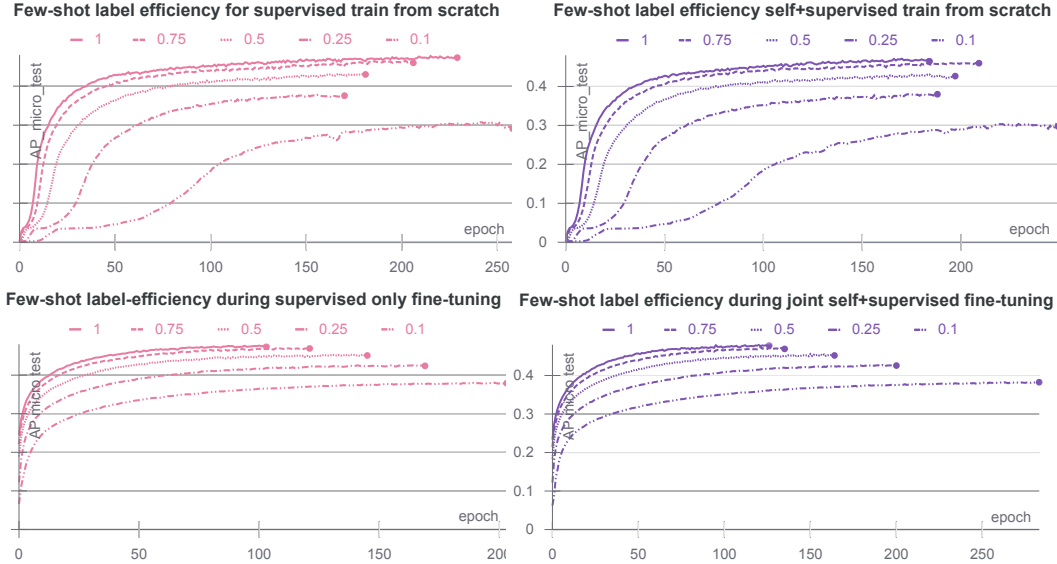 Few-shot label efficiency for supervised train from scratch
1 0.75 0.5 0.25 0.1
AP_micro_test
epoch
0 50 100 150 200 250
Few-shot label efficiency self+supervised train from scratch
1 0.75 0.5 0.25 0.1
AP_micro_test
0.4
0.3
0.2
0.1
0
epoch
0 50 100 150 200
Few-shot label-efficiency during supervised only fine-tuning
1 0.75 0.5 0.25 0.1
AP_micro_test
epoch
0 50 100 150 200
Few-shot label efficiency during joint self+supervised fine-tuning
1 0.75 0.5 0.25 0.1
AP_micro_test
0.4
0.3
0.2
0.1
0
epoch
0 50 100 150 200 250